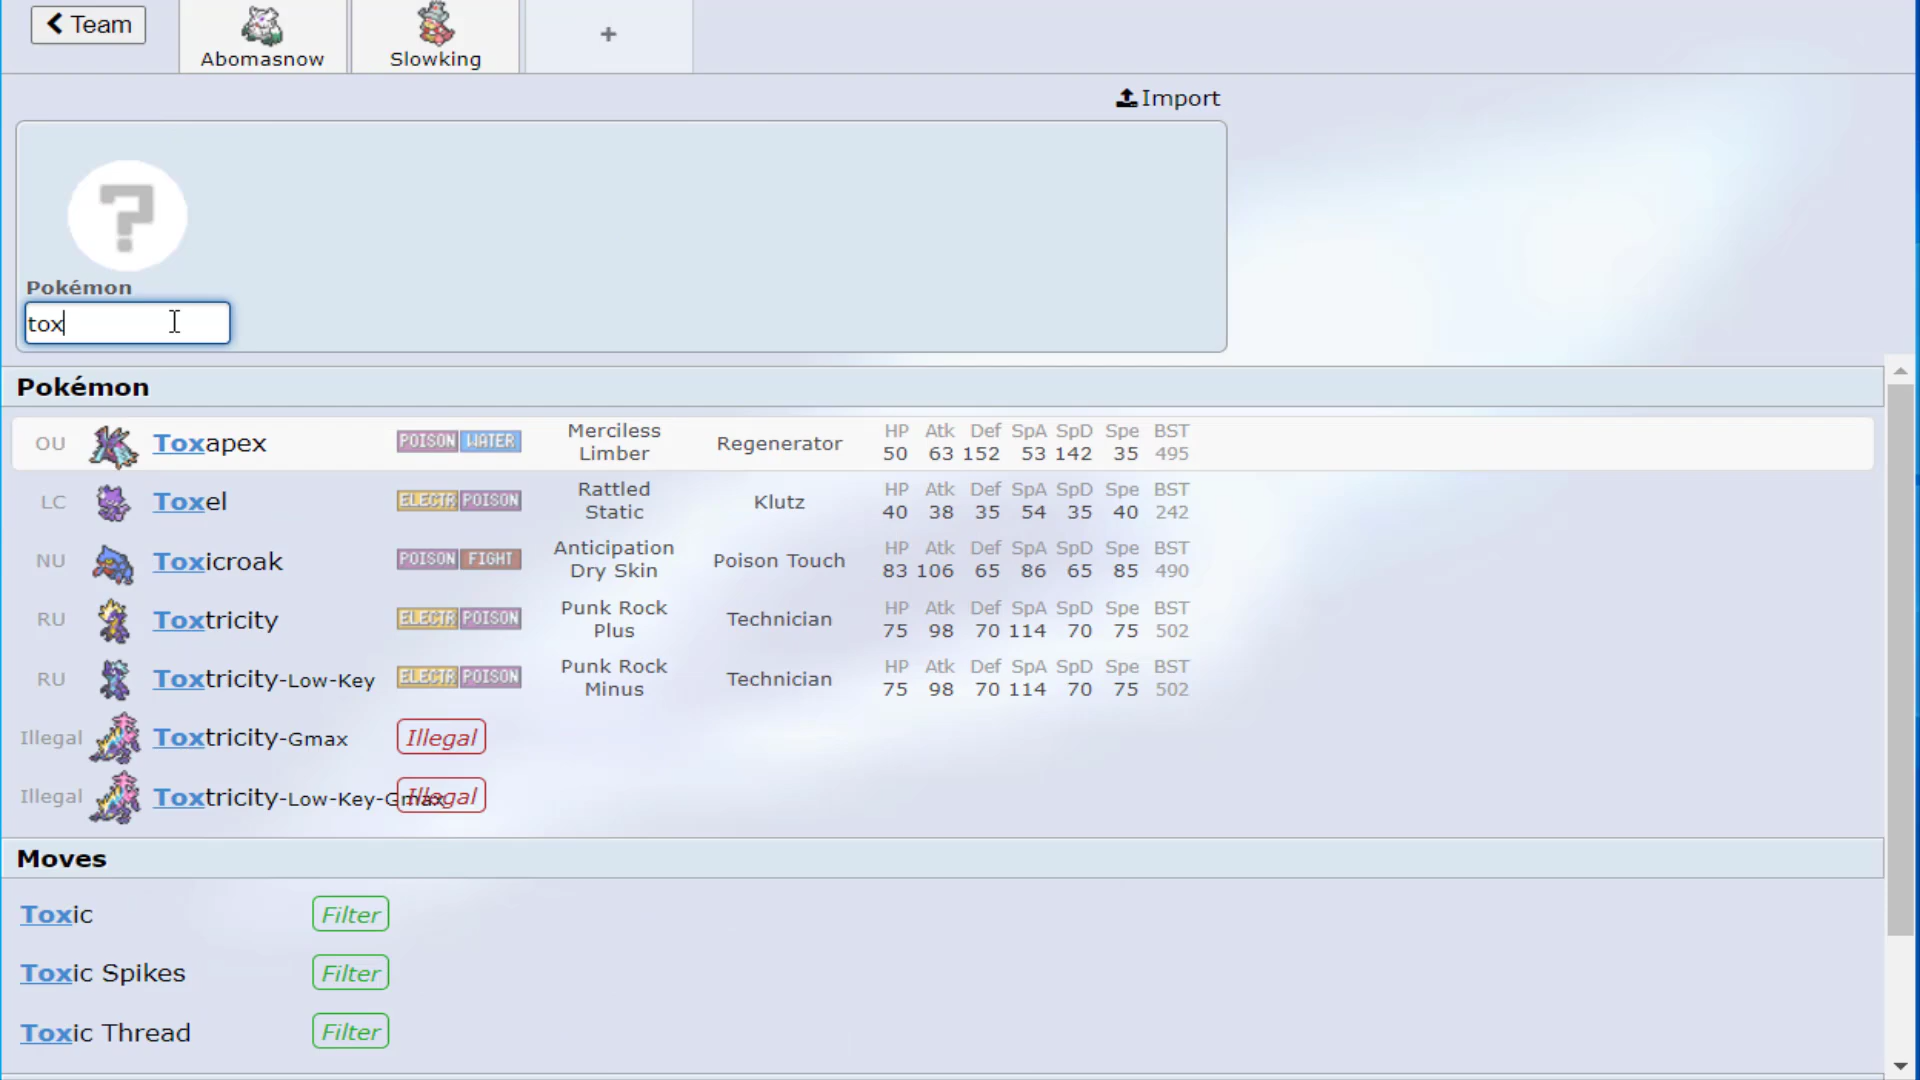 Team
Abomasnow
Slowking
+
Import
?
Pokémon
tox
Pokémon
OU Toxapex POISON WATER Merciless Limber Regenerator HP 50 Atk 63 Def 152 SpA 53 SpD 142 Spe 35 BST 495
LC Toxel ELECTR POISON Rattled Static Klutz HP 40 Atk 38 Def 35 SpA 54 SpD 35 Spe 40 BST 242
NU Toxicroak POISON FIGHT Anticipation Dry Skin Poison Touch HP 83 Atk 106 Def 65 SpA 86 SpD 65 Spe 85 BST 490
RU Toxtricity ELECTR POISON Punk Rock Plus Technician HP 75 Atk 98 Def 70 SpA 114 SpD 70 Spe 75 BST 502
RU Toxtricity-Low-Key ELECTR POISON Punk Rock Minus Technician HP 75 Atk 98 Def 70 SpA 114 SpD 70 Spe 75 BST 502
Illegal Toxtricity-Gmax Illegal
Illegal Toxtricity-Low-Key-Gmax Illegal
Moves
Toxic Filter
Toxic Spikes Filter
Toxic Thread Filter